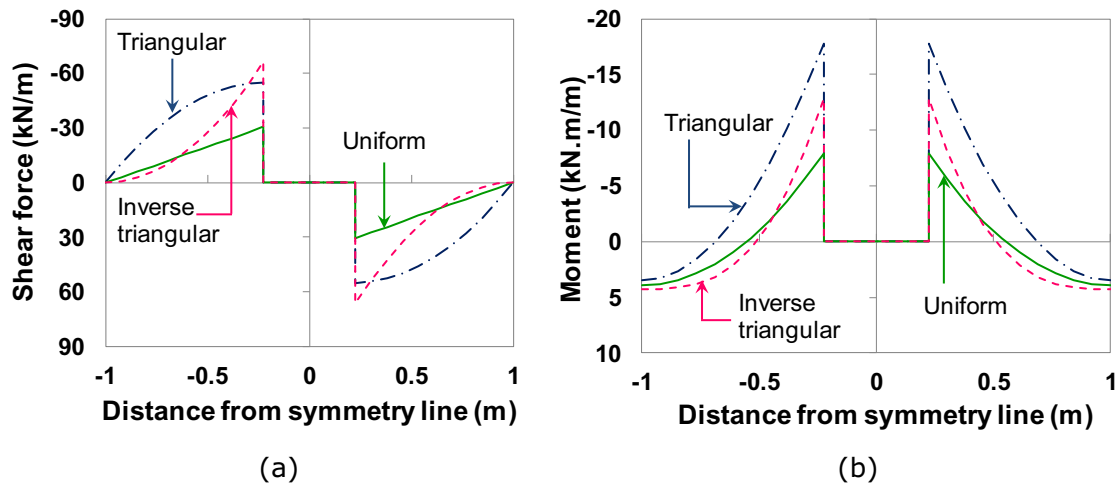 -90
-60
-30
0
30
60
90
Shear force (kN/m)
Triangular
Uniform
Inverse
triangular
-1
-0.5
0
0.5
1
Distance from symmetry line (m)
(a)
-20
-15
-10
-5
0
5
10
Moment (kN.m/m)
Triangular
Inverse
triangular
Uniform
-1
-0.5
0
0.5
1
Distance from symmetry line (m)
(b)